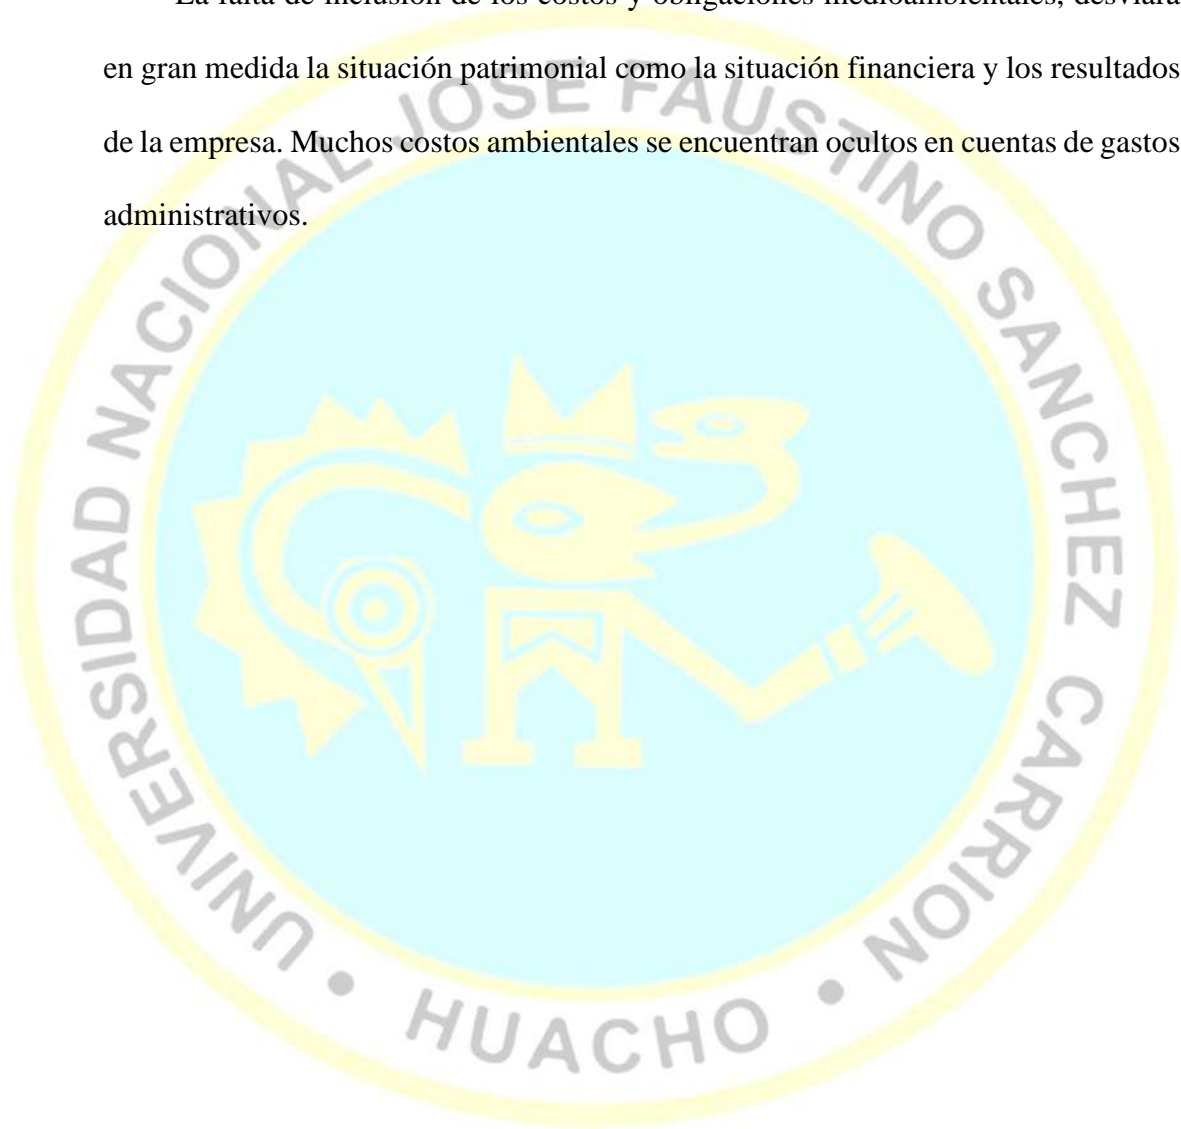 La falta de inclusión de los costos y obligaciones medioambientales, desviará
en gran medida la situación patrimonial como la situación financiera y los resultados
de la empresa. Muchos costos ambientales se encuentran ocultos en cuentas de gastos
administrativos.
UNIVERSIDAD NACIONAL JOSE FAUSTINO SANCHEZ CARRION • HUACHO •